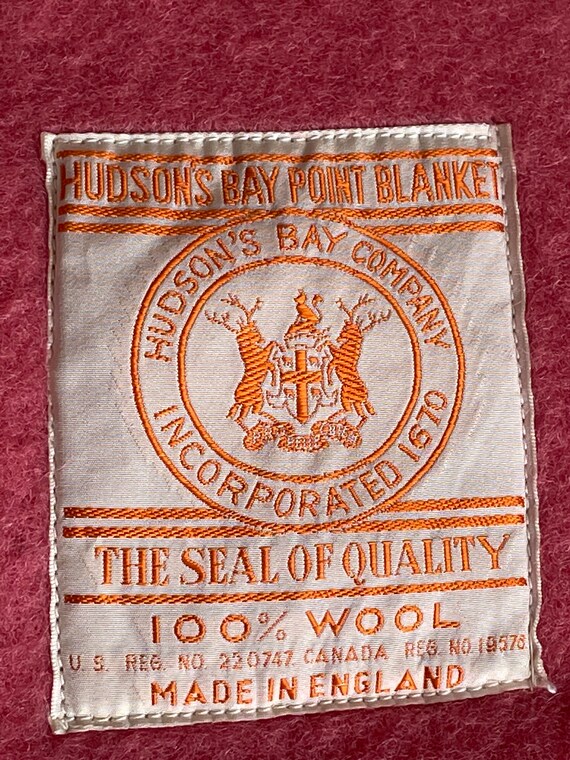 HUDSON'S BAY POINT BLANKET
HUDSON'S BAY COMPANY
INCORPORATED 1670
THE SEAL OF QUALITY
100% WOOL
U.S. REG. NO. 220747 CANADA REG. NO. 19576
MADE IN ENGLAND